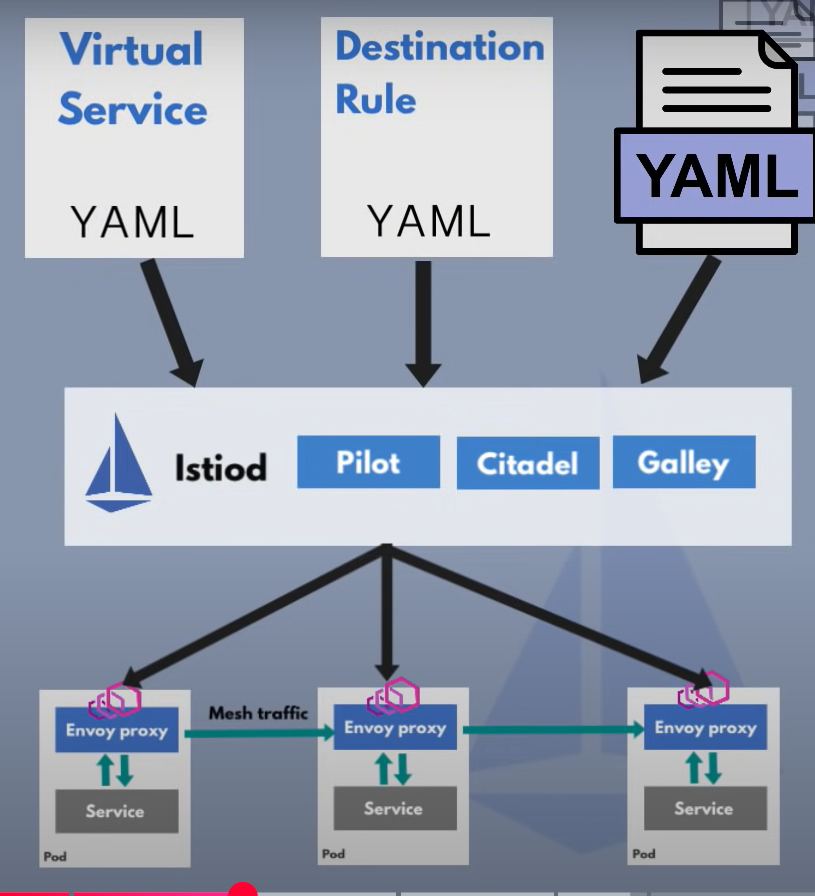 Virtual
Service
YAML
Destination
Rule
YAML
YAML
Istiod
Pilot
Citadel
Galley
Mesh traffic
Envoy proxy
Service
Pod
Envoy proxy
Service
Pod
Envoy proxy
Service
Pod